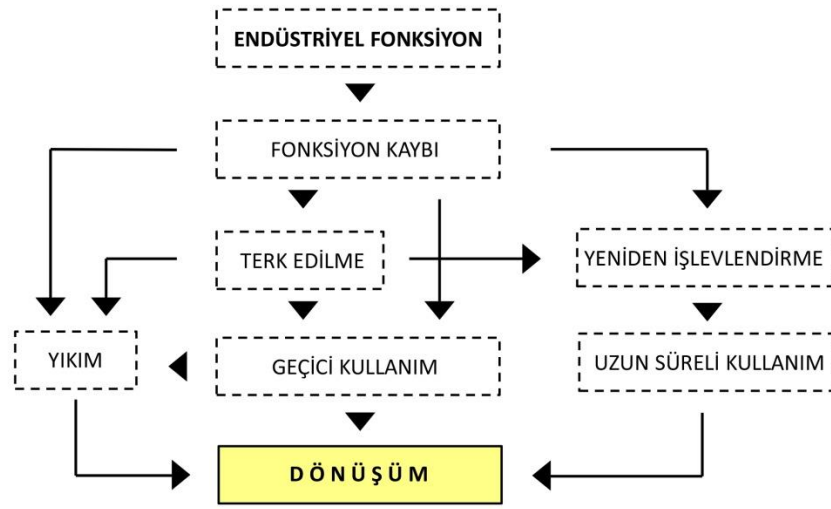 ENDÜSTRİYEL FONKSİYON
FONKSİYON KAYBI
TERK EDİLME
YENİDEN İŞLEVLENDİRME
YIKIM
GEÇİCİ KULLANIM
UZUN SÜRELİ KULLANIM
DÖNÜŞÜM